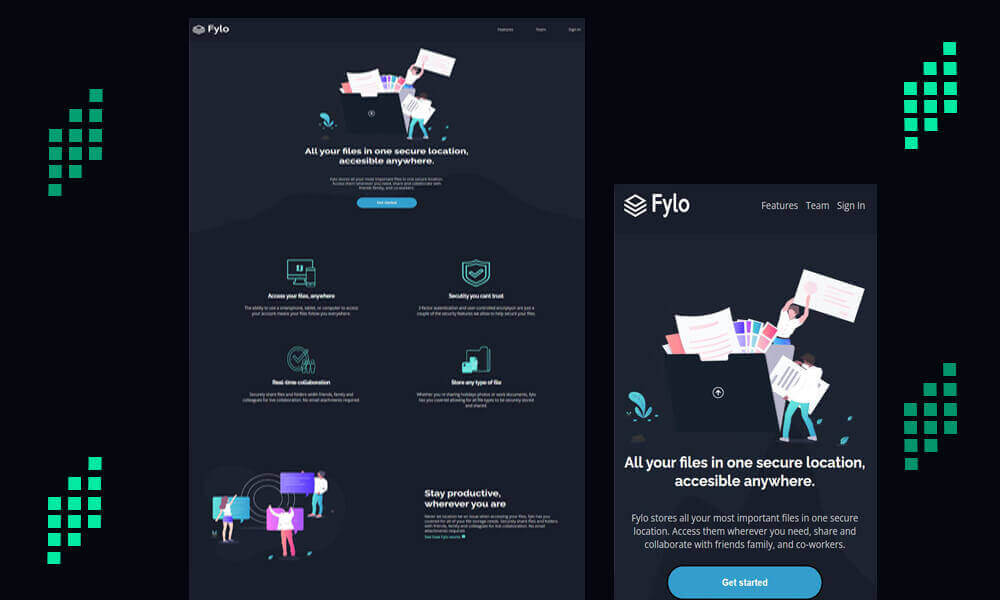 Fylo
Features Team Sign In
All your files in one secure location,
accesible anywhere.
Fylo stores all your most important files in one secure location.
Access them wherever you need, share and collaborate with
friends family, and co-workers.
Get started
Access your files, anywhere
The ability to use a smartphone, tablet, or computer to access
your account means your files follow you everywhere.
Security you cant trust
2-factor autentication and user-controlled encryption are just a
couple of the security features we allow to help secure your files.
Real-time collaboration
Securely share files and folders widht friends, family and
colleagues for live collaboration. No email attachments required
Store any type of file
Whether you re sharing holidays photos or work documents, fylo
has you covered allowing for all file types to be securely stored
and shared
Stay productive,
wherever you are
Never let location be an issue when accessing your files, fylo has you
covered for all of your file storage needs. Securely share files and folders
with friends, family and colleagues for live collaboration. No email
attachments required.
See how Fylo works
Fylo
Features Team Sign In
All your files in one secure location,
accesible anywhere.
Fylo stores all your most important files in one secure
location. Access them wherever you need, share and
collaborate with friends family, and co-workers.
Get started